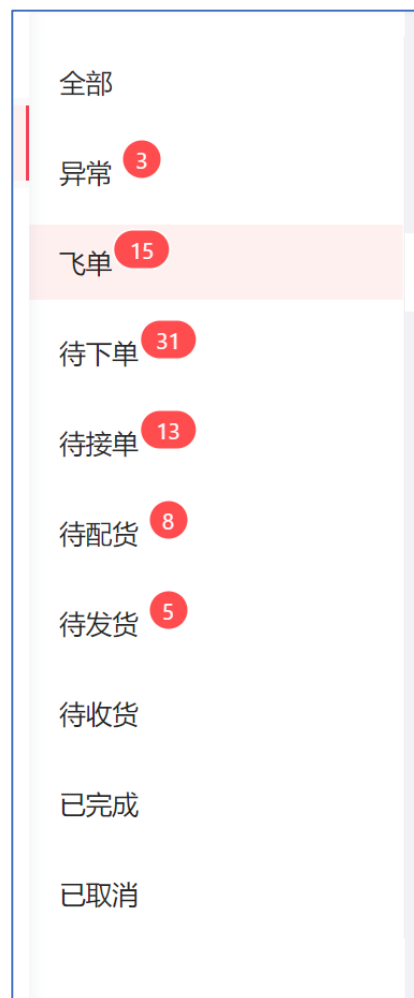 全部
异常 3
飞单 15
待下单 31
待接单 13
待配货 8
待发货 5
待收货
已完成
已取消